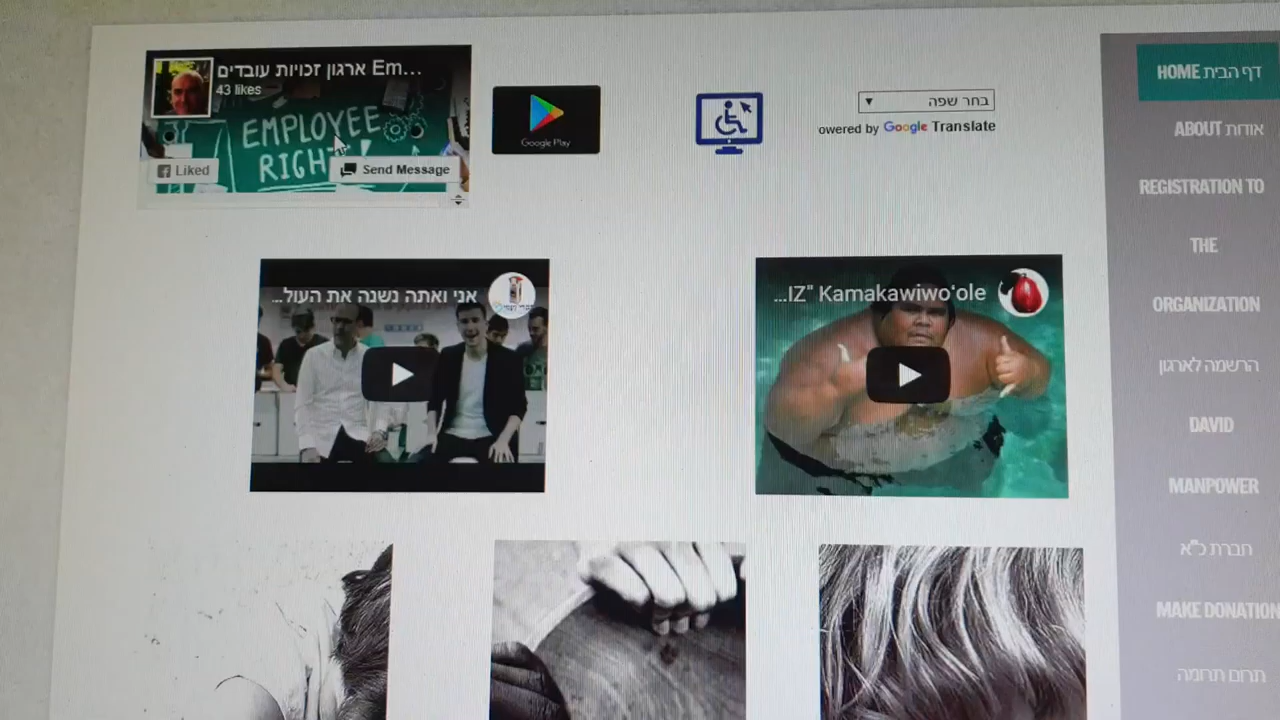 ארגון זכויות עובדים Em...
43 likes
EMPLOYEE
Liked
Send Message
Google Play
בחר שפה
owered by Google Translate
אני ואתה נשנה את העול...
...IZ" Kamakawiwo'ole
דף הבית HOME
אודות ABOUT
REGISTRATION TO
THE
ORGANIZATION
הרשמה לארגון
DAVID
MANPOWER
חברת כ"א
MAKE DONATION
תרום תרומה